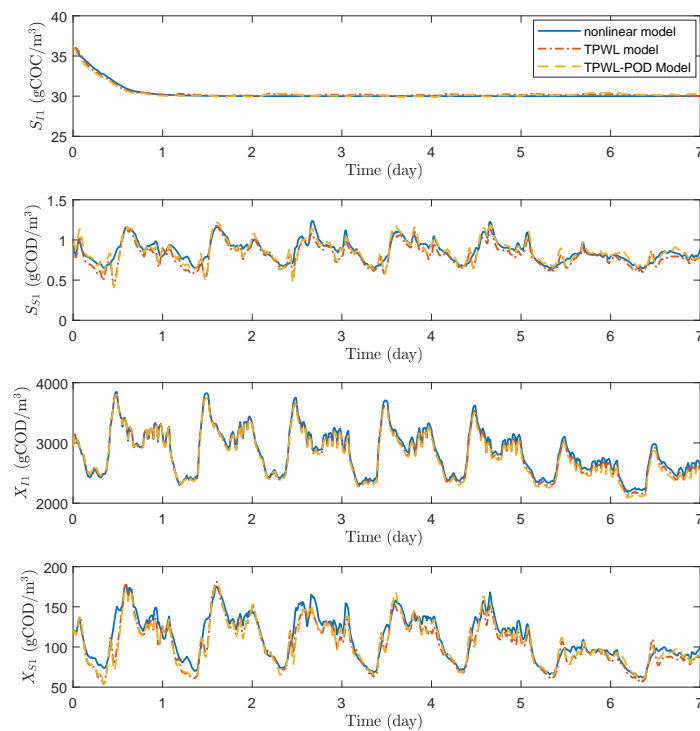 40
35
30
25
S_{I1} (gCOC/m³)
nonlinear model
TPWL model
TPWL-POD Model
0 1 2 3 4 5 6 7
Time (day)
1.5
1
0.5
0
S_{S1} (gCOD/m³)
0 1 2 3 4 5 6 7
Time (day)
4000
3000
2000
X_{I1} (gCOD/m³)
0 1 2 3 4 5 6 7
Time (day)
200
150
100
50
X_{S1} (gCOD/m³)
0 1 2 3 4 5 6 7
Time (day)